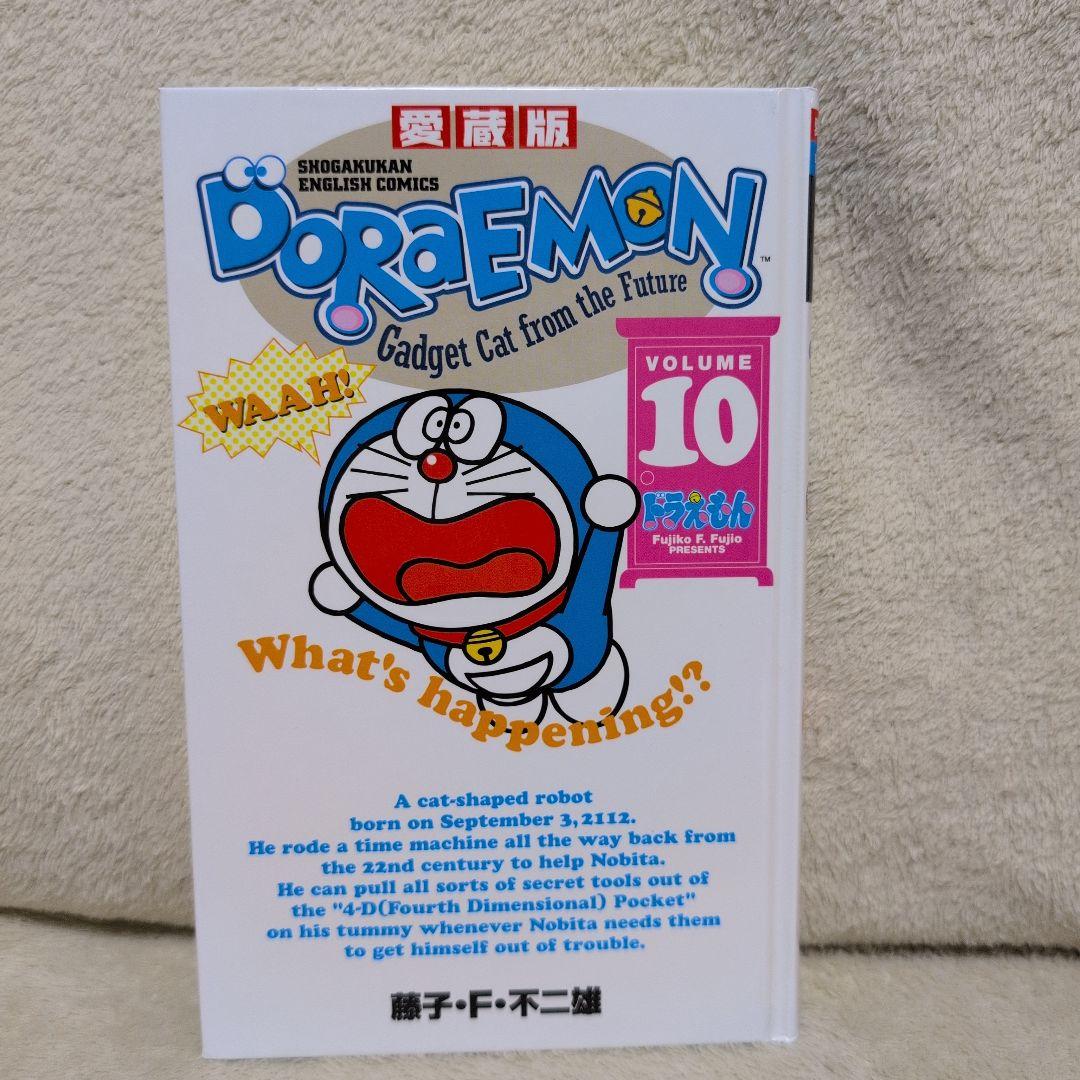 愛蔵版
SHOGAKUKAN
ENGLISH COMICS
DORAEMON
™
Gadget Cat from the Future
VOLUME
10
ドラえもん
Fujiko F. Fujio
PRESENTS
WAAH!
What's happening!?
A cat-shaped robot
born on September 3, 2112.
He rode a time machine all the way back from
the 22nd century to help Nobita.
He can pull all sorts of secret tools out of
the "4-D(Fourth Dimensional) Pocket"
on his tummy whenever Nobita needs them
to get himself out of trouble.
藤子・F・不二雄